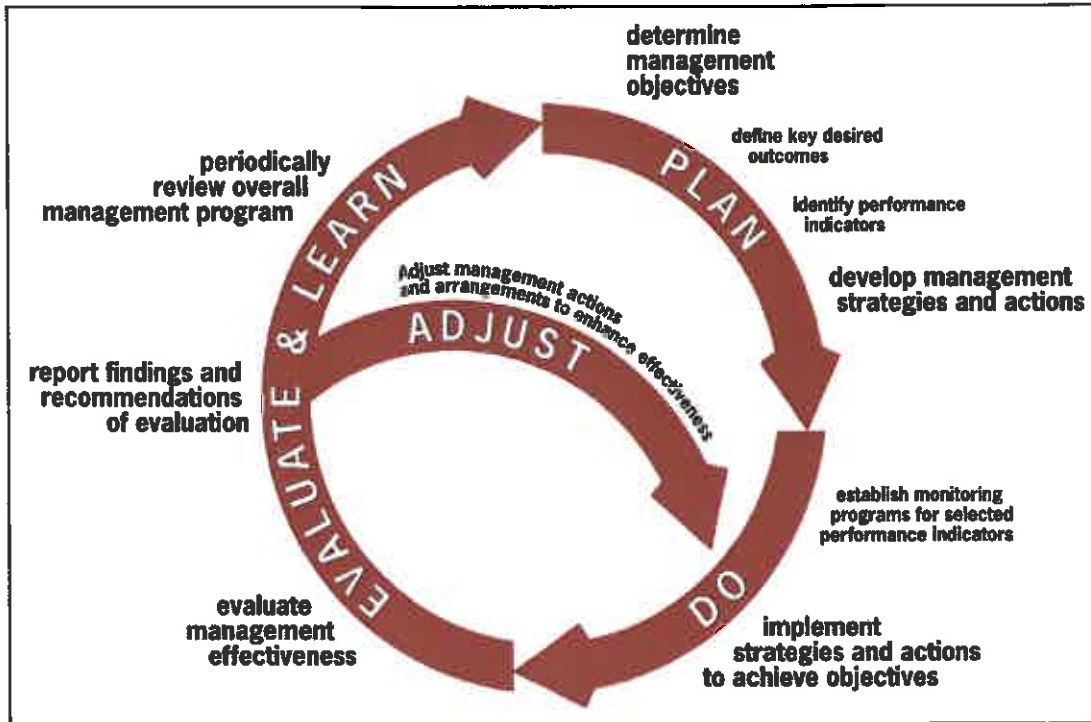 determine
management
objectives
define key desired
outcomes
PLAN
identify performance
indicators
develop management
strategies and actions
establish monitoring
programs for selected
performance indicators
DO
implement
strategies and actions
to achieve objectives
evaluate
management
effectiveness
EVALUATE & LEARN
report findings and
recommendations
of evaluation
periodically
review overall
management program
Adjust management actions
and arrangements to enhance effectiveness
ADJUST